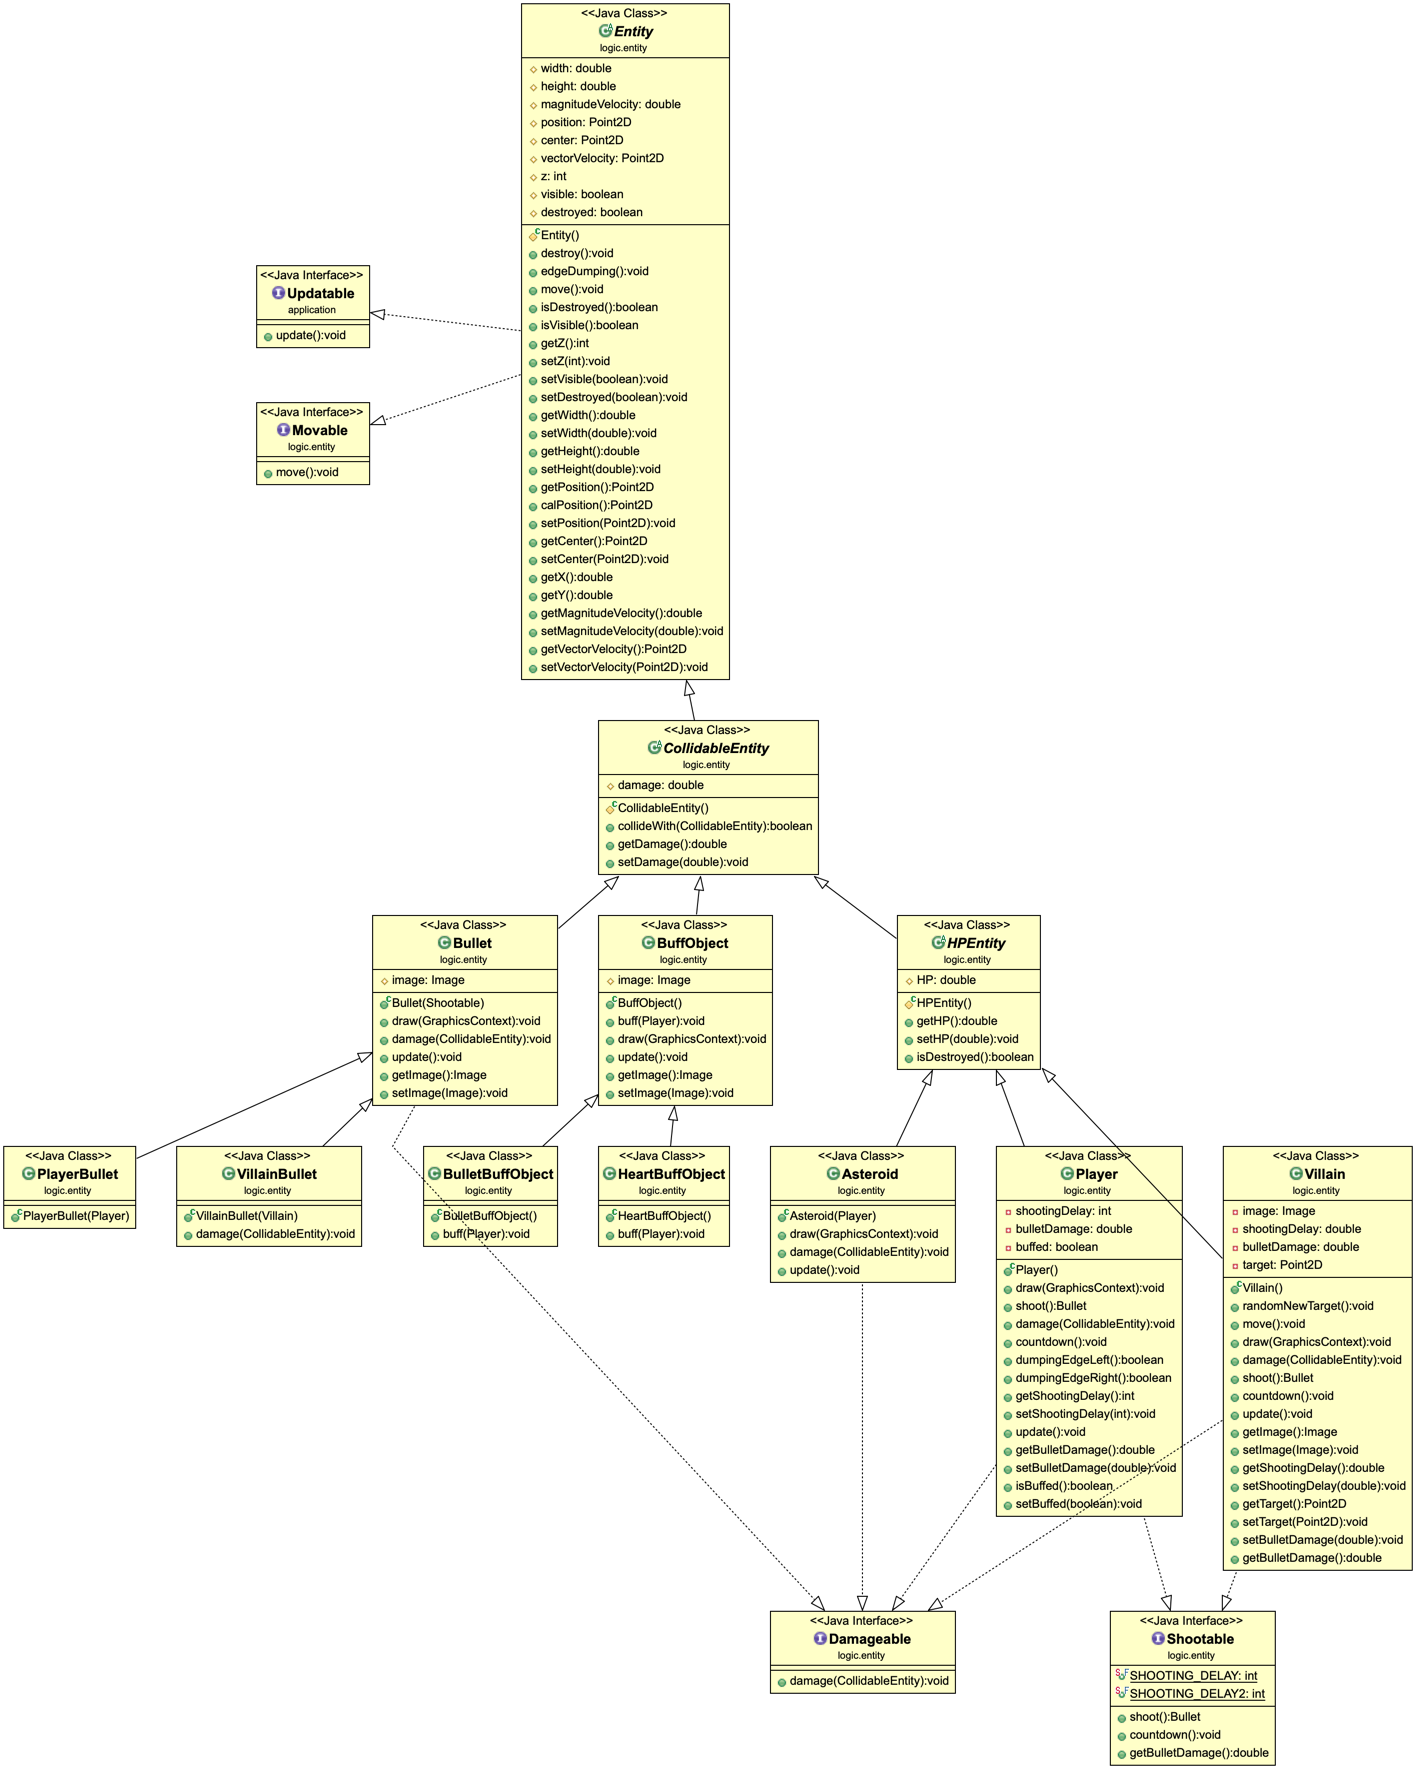 <<Java Class>>
Entity
logic.entity
width: double
height: double
magnitudeVelocity: double
position: Point2D
center: Point2D
vectorVelocity: Point2D
z: int
visible: boolean
destroyed: boolean
Entity()
destroy():void
edgeDumping():void
move():void
isDestroyed():boolean
isVisible():boolean
getZ():int
setZ(int):void
setVisible(boolean):void
setDestroyed(boolean):void
getWidth():double
setWidth(double):void
getHeight():double
setHeight(double):void
getPosition():Point2D
calPosition():Point2D
setPosition(Point2D):void
getCenter():Point2D
setCenter(Point2D):void
getX():double
getY():double
getMagnitudeVelocity():double
setMagnitudeVelocity(double):void
getVectorVelocity():Point2D
setVectorVelocity(Point2D):void
<<Java Interface>>
Updatable
application
update():void
<<Java Interface>>
Movable
logic.entity
move():void
<<Java Class>>
CollidableEntity
logic.entity
damage: double
CollidableEntity()
collideWith(CollidableEntity):boolean
getDamage():double
setDamage(double):void
<<Java Class>>
Bullet
logic.entity
image: Image
Bullet(Shootable)
draw(GraphicsContext):void
damage(CollidableEntity):void
update():void
getImage():Image
setImage(Image):void
<<Java Class>>
BuffObject
logic.entity
image: Image
BuffObject()
buff(Player):void
draw(GraphicsContext):void
update():void
getImage():Image
setImage(Image):void
<<Java Class>>
HPEntity
logic.entity
HP: double
HPEntity()
getHP():double
setHP(double):void
isDestroyed():boolean
<<Java Class>>
PlayerBullet
logic.entity
PlayerBullet(Player)
<<Java Class>>
VillainBullet
logic.entity
VillainBullet(Villain)
damage(CollidableEntity):void
<<Java Class>>
BulletBuffObject
logic.entity
BulletBuffObject()
buff(Player):void
<<Java Class>>
HeartBuffObject
logic.entity
HeartBuffObject()
buff(Player):void
<<Java Class>>
Asteroid
logic.entity
Asteroid(Player)
draw(GraphicsContext):void
damage(CollidableEntity):void
update():void
<<Java Class>>
Player
logic.entity
shootingDelay: int
bulletDamage: double
buffed: boolean
Player()
draw(GraphicsContext):void
shoot():Bullet
damage(CollidableEntity):void
countdown():void
dumpingEdgeLeft():boolean
dumpingEdgeRight():boolean
getShootingDelay():int
setShootingDelay(int):void
update():void
getBulletDamage():double
setBulletDamage(double):void
isBuffed():boolean
setBuffed(boolean):void
<<Java Class>>
Villain
logic.entity
image: Image
shootingDelay: double
bulletDamage: double
target: Point2D
Villain()
randomNewTarget():void
move():void
draw(GraphicsContext):void
damage(CollidableEntity):void
shoot():Bullet
countdown():void
update():void
getImage():Image
setImage(Image):void
getShootingDelay():double
setShootingDelay(double):void
getTarget():Point2D
setTarget(Point2D):void
setBulletDamage(double):void
getBulletDamage():double
<<Java Interface>>
Damageable
logic.entity
damage(CollidableEntity):void
<<Java Interface>>
Shootable
logic.entity
SHOOTING_DELAY: int
SHOOTING_DELAY2: int
shoot():Bullet
countdown():void
getBulletDamage():double